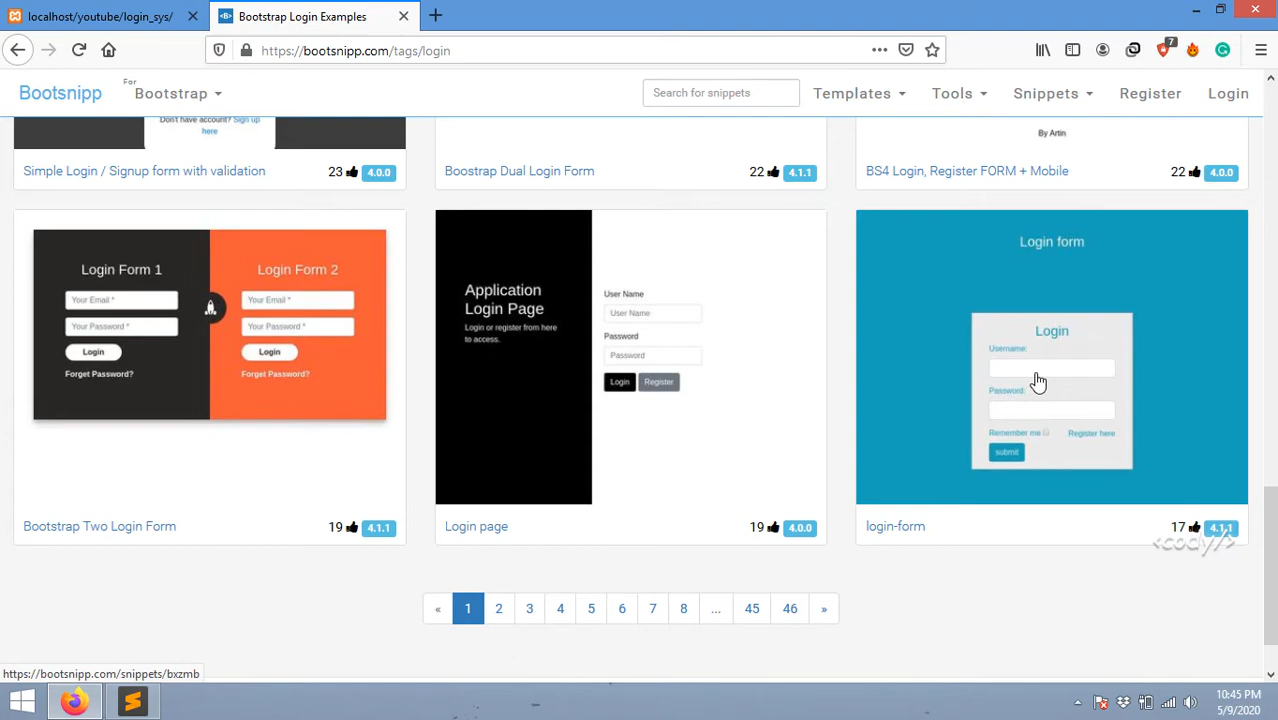 localhost/youtube/login_sys/
Bootstrap Login Examples
https://bootsnipp.com/tags/login
7
Bootsnipp
For
Bootstrap
Search for snippets
Templates
Tools
Snippets
Register
Login
Don't have account? Sign up
here
By Artin
Simple Login / Signup form with validation
23
4.0.0
Boostrap Dual Login Form
22
4.1.1
BS4 Login, Register FORM + Mobile
22
4.0.0
Login Form 1
Your Email *
Your Password *
Login
Forget Password?
Login Form 2
Your Email *
Your Password *
Login
Forget Password?
Application
Login Page
Login or register from here
to access.
User Name
User Name
Password
Password
Login
Register
Login form
Login
Username:
Password:
Remember me
Register here
submit
Bootstrap Two Login Form
19
4.1.1
Login page
19
4.0.0
login-form
17
4.1.1
<cody/>
« 1 2 3 4 5 6 7 8 ... 45 46 »
https://bootsnipp.com/snippets/bxzmb
10:45 PM
5/9/2020